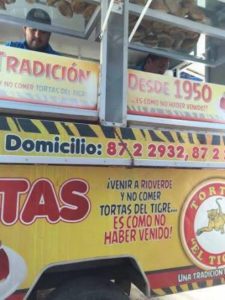 TRADICIÓN
Y NO COMER TORTAS DEL TIGRE
DESDE 1950
...ES COMO NO HABER VENIDO!!
Domicilio: 87 2 2932, 87 2
TAS
¡VENIR A RIOVERDE
Y NO COMER
TORTAS DEL TIGRE...
ES COMO NO
HABER VENIDO!
TORT
"EL TIG
UNA TRADICIÓN